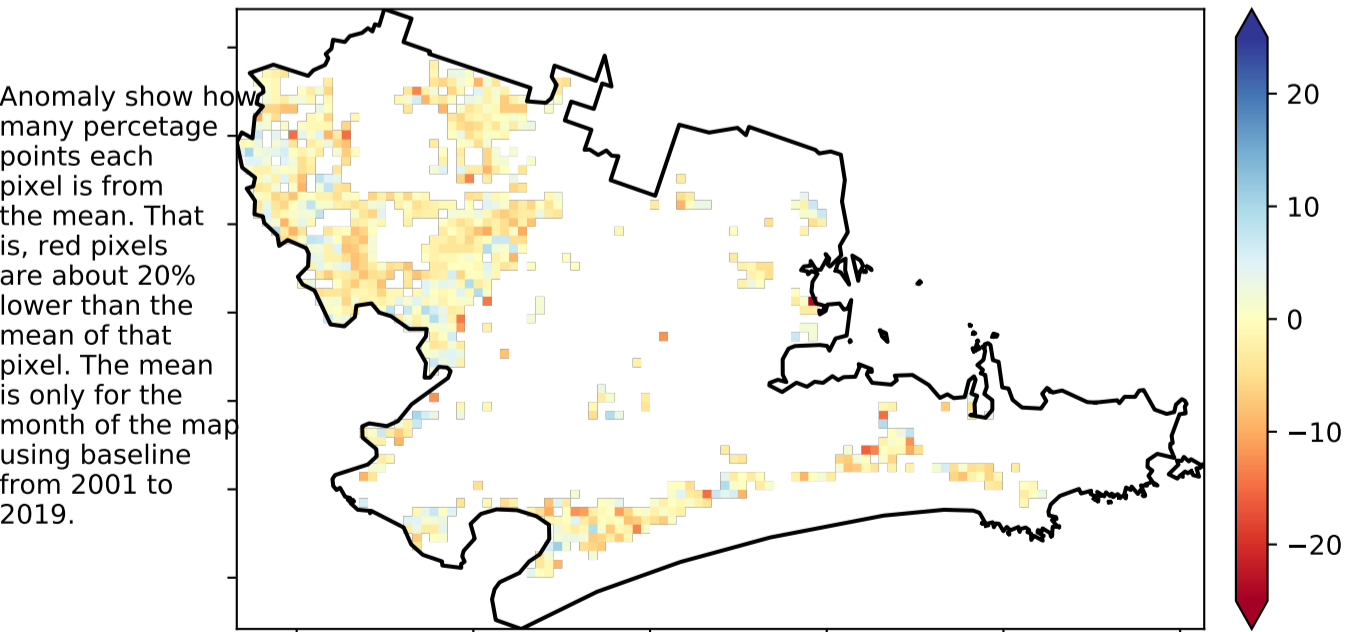 Anomaly show how
many percetage
points each
pixel is from
the mean. That
is, red pixels
are about 20%
lower than the
mean of that
pixel. The mean
is only for the
month of the map
using baseline
from 2001 to
2019.
20
10
0
−10
−20